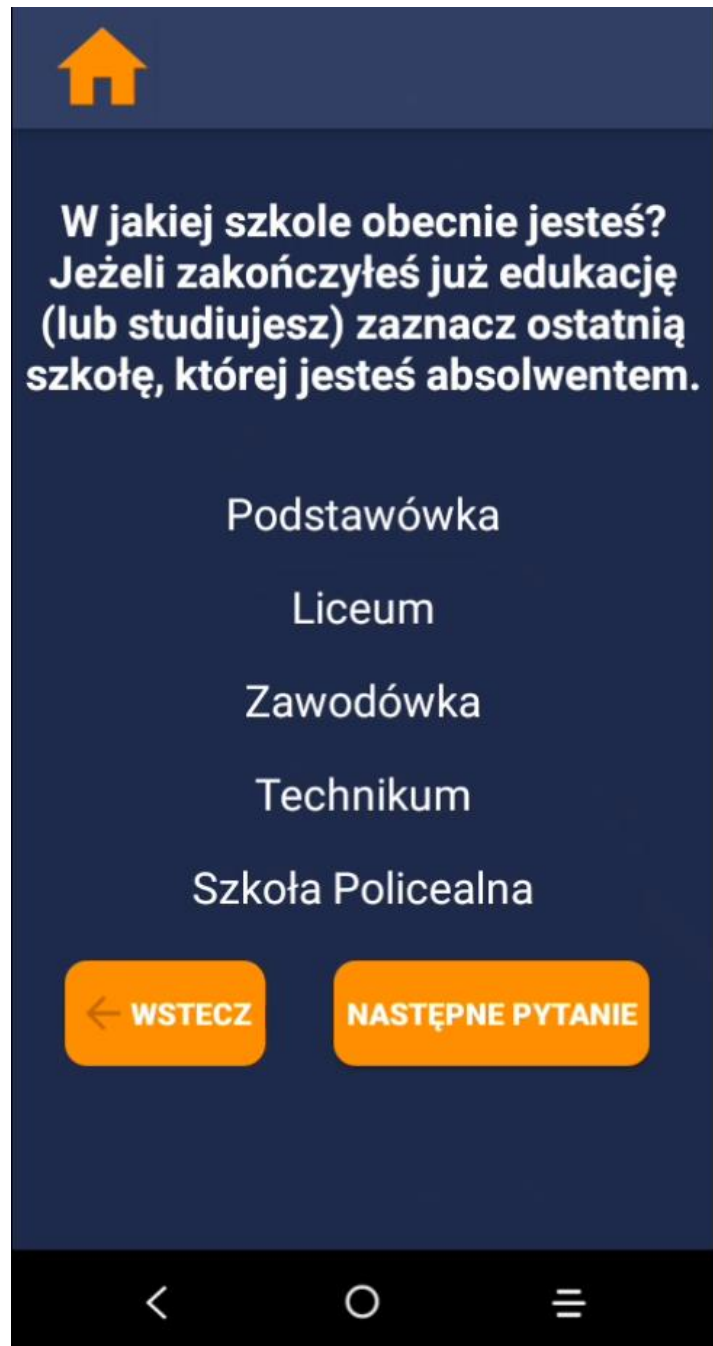 W jakiej szkole obecnie jesteś?
Jeżeli zakończyłeś już edukację
(lub studiujesz) zaznacz ostatnią
szkołę, której jesteś absolwentem.
Podstawówka
Liceum
Zawodówka
Technikum
Szkoła Policealna
WSTECZ
NASTĘPNE PYTANIE